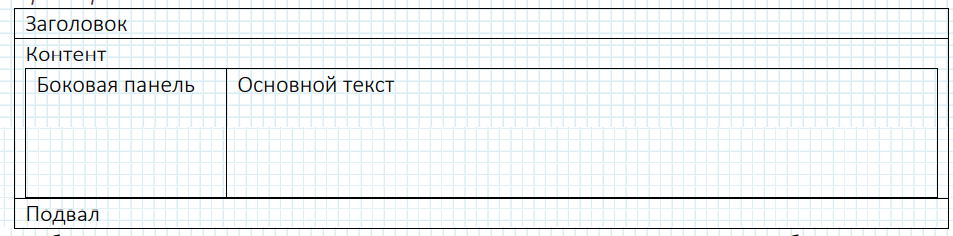 Заголовок
Контент
Боковая панель
Основной текст
Подвал